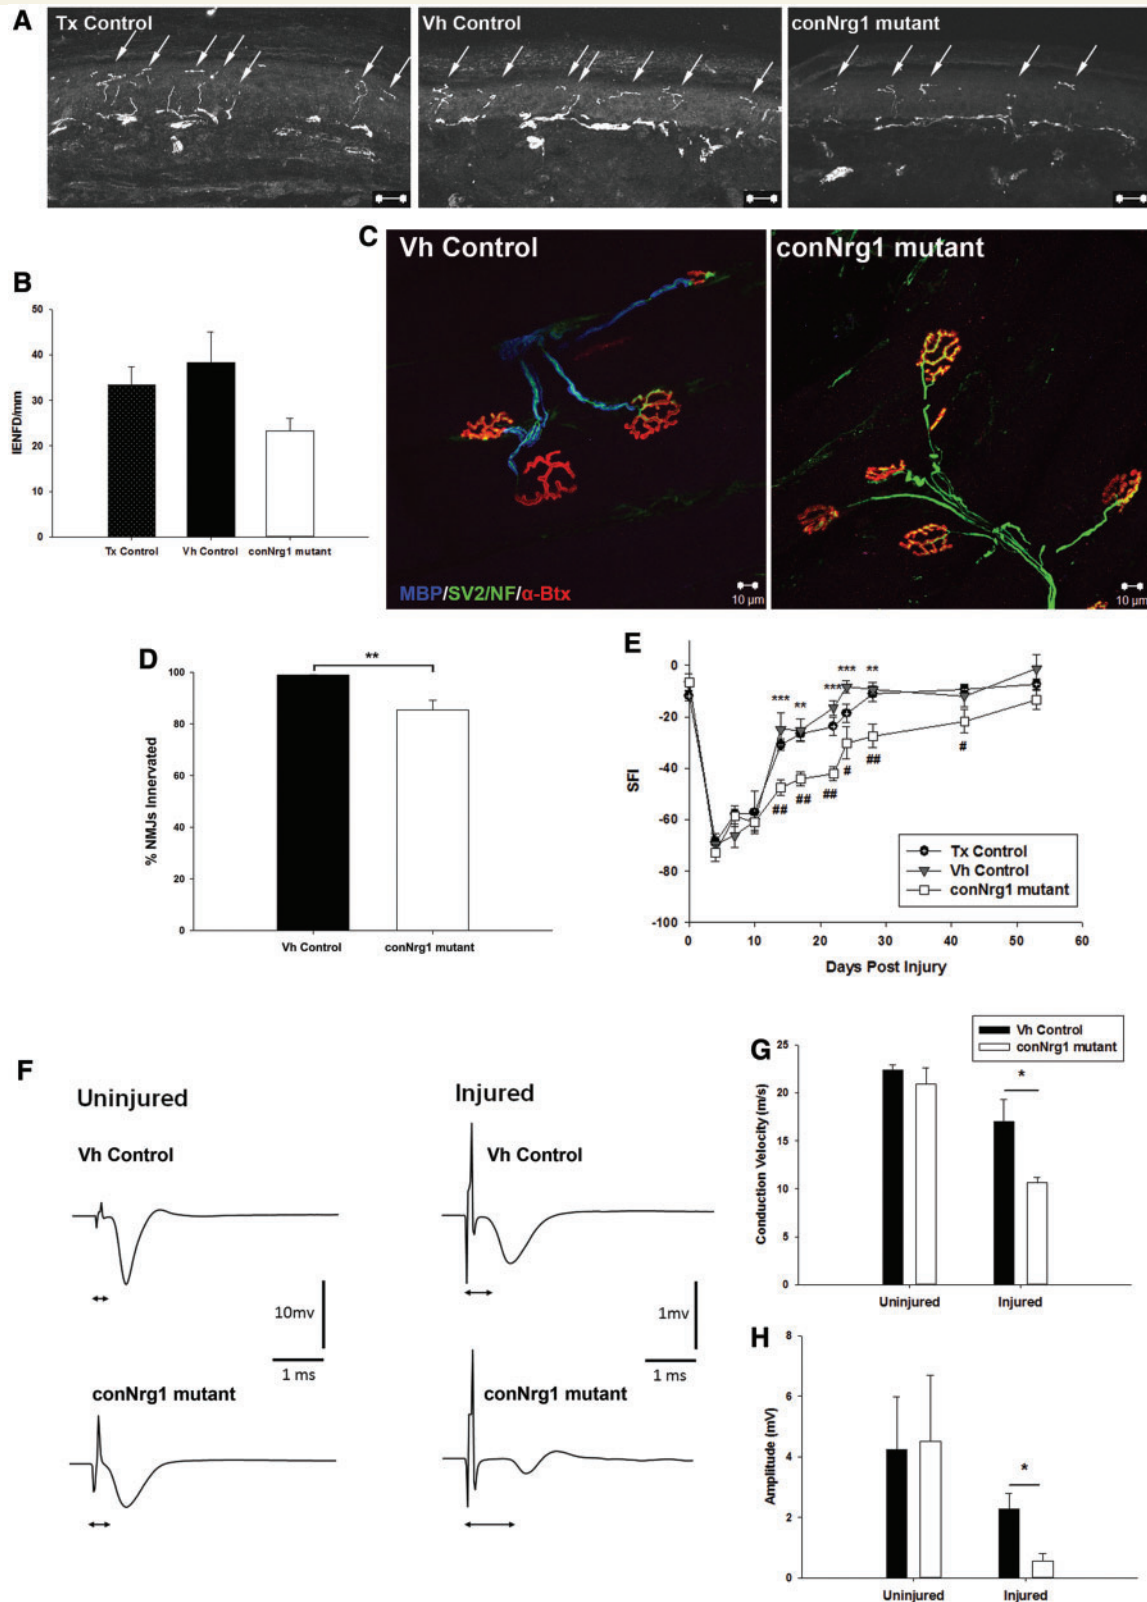 A
Tx Control
Vh Control
conNrg1 mutant
B
50
40
30
20
10
0
IENFD/mm
Tx Control
Vh Control
conNrg1 mutant
C
Vh Control
conNrg1 mutant
MBP/SV2/NF/α-Btx
10 μm
10 μm
D
**
100
80
60
40
20
0
% NMJs Innervated
Vh Control
conNrg1 mutant
E
0
-20
-40
-60
-80
-100
SFI
***
**
***
***
**
##
##
##
#
##
#
Tx Control
Vh Control
conNrg1 mutant
0
10
20
30
40
50
60
Days Post Injury
F
Uninjured
Injured
Vh Control
Vh Control
10mv
1 ms
1mv
1 ms
conNrg1 mutant
conNrg1 mutant
Vh Control
conNrg1 mutant
G
25
20
15
10
5
0
Conduction Velocity (m/s)
*
Uninjured
Injured
H
8
6
4
2
0
Amplitude (mV)
*
Uninjured
Injured